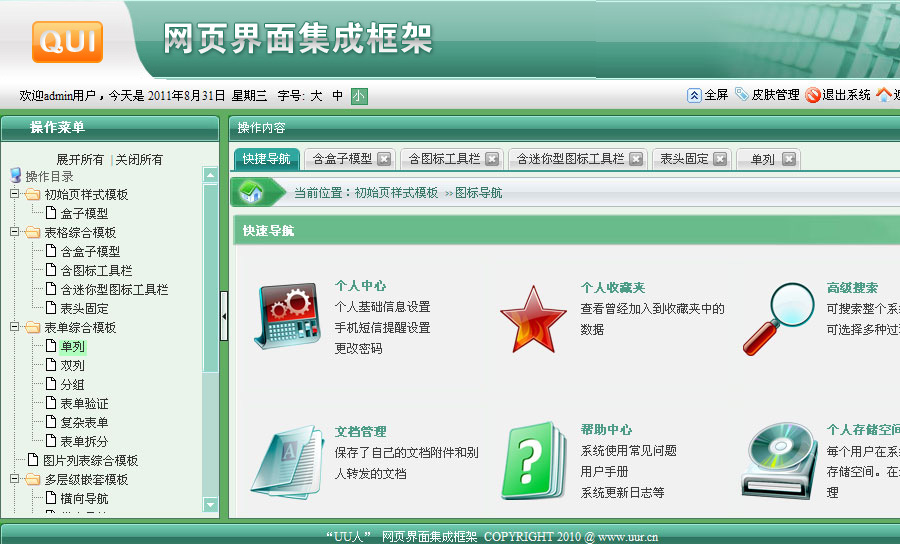 QUI
网页界面集成框架
欢迎admin用户，今天是 2011年8月31日 星期三 字号: 大 中 小
全屏 皮肤管理 退出系统
操作菜单
操作内容
展开所有 | 关闭所有
快捷导航 含盒子模型 含图标工具栏 含迷你型图标工具栏 表头固定 单列
操作目录
初始页样式模板
盒子模型
表格综合模板
含盒子模型
含图标工具栏
含迷你型图标工具栏
表头固定
表单综合模板
单列
双列
分组
表单验证
复杂表单
表单拆分
图片列表综合模板
多层级嵌套模板
横向导航
当前位置：初始页样式模板 >>图标导航
快速导航
个人中心
个人基础信息设置
手机短信提醒设置
更改密码
个人收藏夹
查看曾经加入到收藏夹中的
数据
高级搜索
可搜索整个系
可选择多种过
文档管理
保存了自己的文档附件和别
人转发的文档
帮助中心
系统使用常见问题
用户手册
系统更新日志等
个人存储空间
每个用户在系
存储空间。在
理
“UU人” 网页界面集成框架 COPYRIGHT 2010 @ www.uur.cn